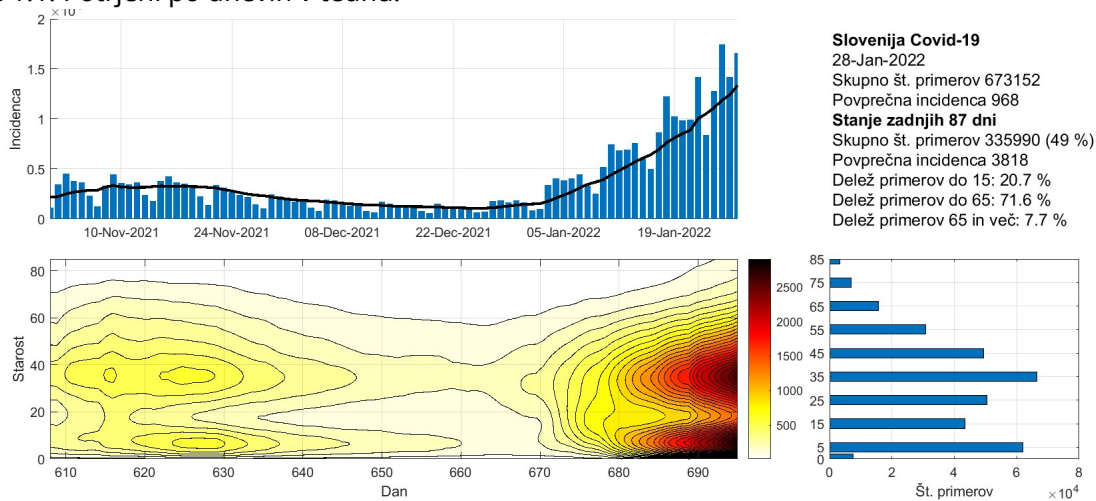 ×10
2
1.5
1
0.5
0
Incidenca
10-Nov-2021
24-Nov-2021
08-Dec-2021
22-Dec-2021
05-Jan-2022
19-Jan-2022
Slovenija Covid-19
28-Jan-2022
Skupno št. primerov 673152
Povprečna incidenca 968
Stanje zadnjih 87 dni
Skupno št. primerov 335990 (49 %)
Povprečna incidenca 3818
Delež primerov do 15: 20.7 %
Delež primerov do 65: 71.6 %
Delež primerov 65 in več: 7.7 %
80
60
40
20
0
Starost
610
620
630
640
650
660
670
680
690
Dan
2500
2000
1500
1000
500
85
75
65
55
45
35
25
15
5
0
0
2
4
6
8
Št. primerov
×10⁴